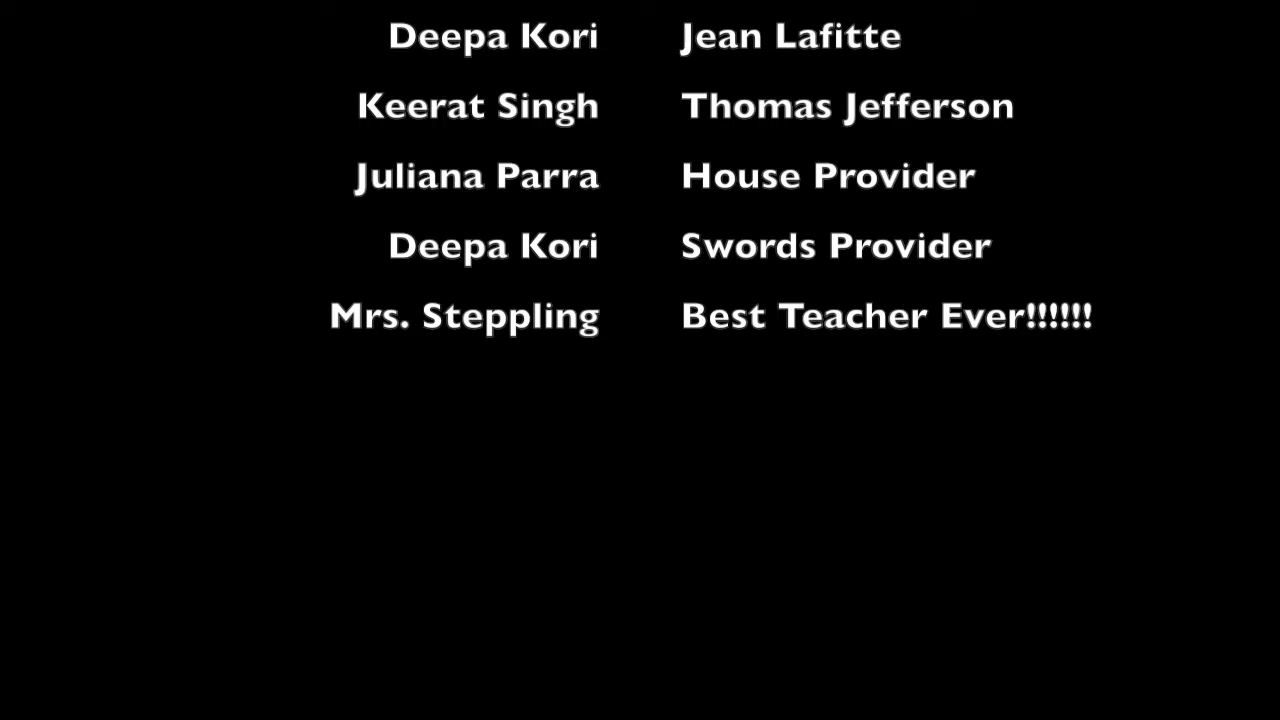 Deepa Kori Jean Lafitte
Keerat Singh Thomas Jefferson
Juliana Parra House Provider
Deepa Kori Swords Provider
Mrs. Steppling Best Teacher Ever!!!!!!